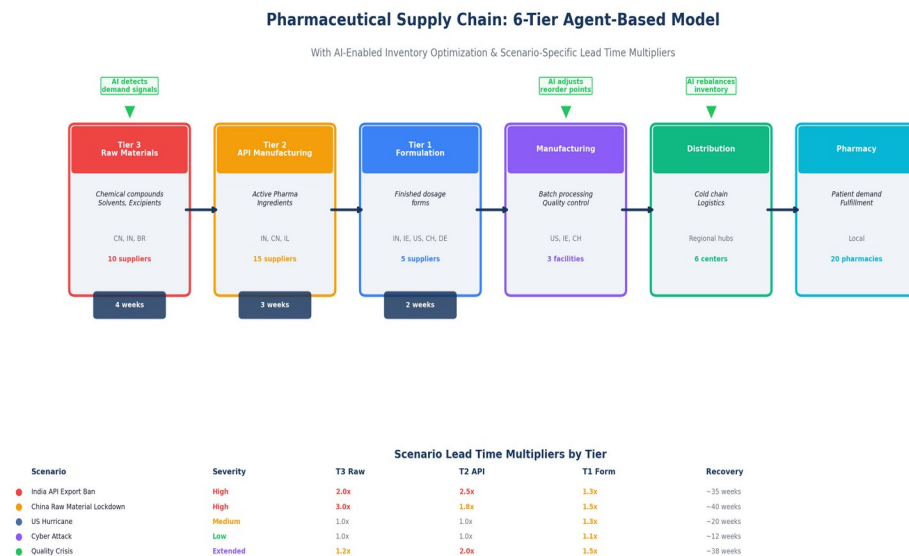 Pharmaceutical Supply Chain: 6-Tier Agent-Based Model
With AI-Enabled Inventory Optimization & Scenario-Specific Lead Time Multipliers
AI detects
demand signals
AI adjusts
reorder points
AI rebalances
inventory
Tier 3
Raw Materials
Chemical compounds
Solvents, Excipients
CN, IN, BR
10 suppliers
4 weeks
Tier 2
API Manufacturing
Active Pharma
Ingredients
IN, CN, IL
15 suppliers
3 weeks
Tier 1
Formulation
Finished dosage
forms
IN, IE, US, CH, DE
5 suppliers
2 weeks
Manufacturing
Batch processing
Quality control
US, IE, CH
3 facilities
Distribution
Cold chain
Logistics
Regional hubs
6 centers
Pharmacy
Patient demand
Fulfillment
Local
20 pharmacies
Scenario Lead Time Multipliers by Tier
Scenario Severity T3 Raw T2 API T1 Form Recovery
India API Export Ban High 2.0x 2.5x 1.3x ~35 weeks
China Raw Material Lockdown High 3.0x 1.8x 1.5x ~40 weeks
US Hurricane Medium 1.0x 1.0x 1.3x ~20 weeks
Cyber Attack Low 1.0x 1.0x 1.1x ~12 weeks
Quality Crisis Extended 1.2x 2.0x 1.5x ~38 weeks